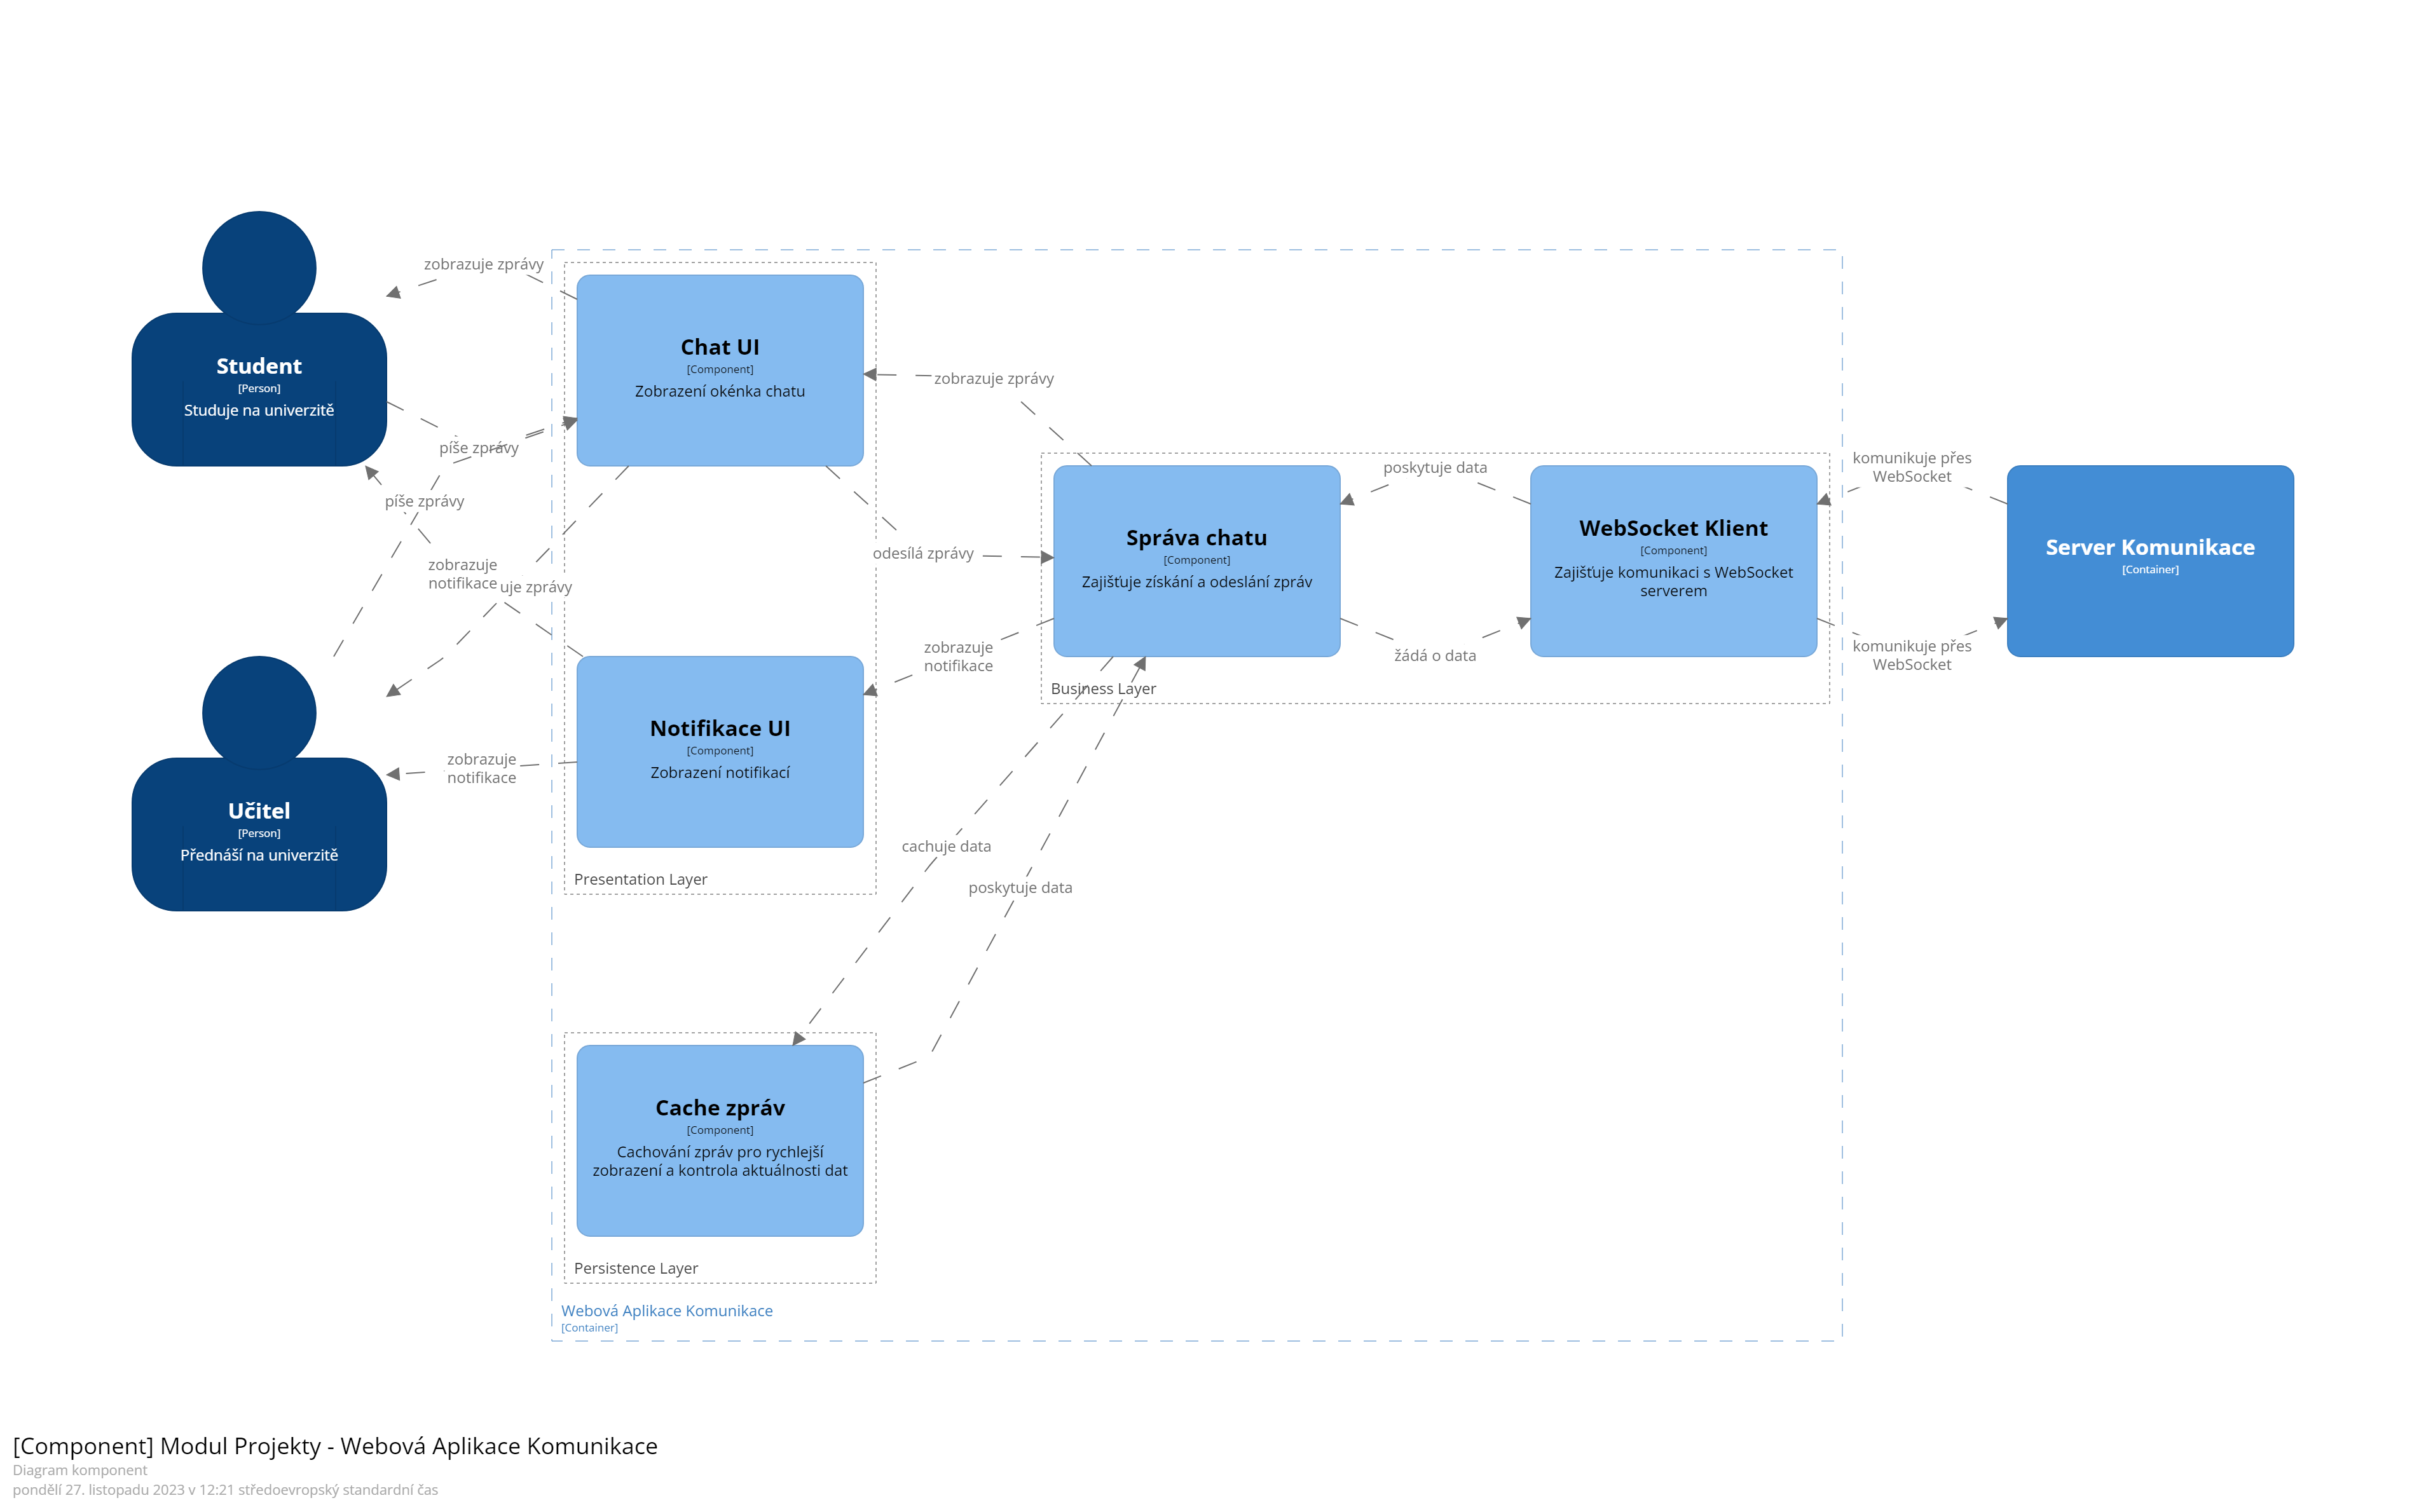 zobrazuje zprávy
Student
[Person]
Studuje na univerzitě
píše zprávy
píše zprávy
zobrazuje
notifikace
uje zprávy
Učitel
[Person]
Přednáší na univerzitě
zobrazuje
notifikace
Chat UI
[Component]
Zobrazení okénka chatu
Notifikace UI
[Component]
Zobrazení notifikací
Presentation Layer
zobrazuje zprávy
odesílá zprávy
zobrazuje
notifikace
Správa chatu
[Component]
Zajišťuje získání a odeslání zpráv
poskytuje data
žádá o data
WebSocket Klient
[Component]
Zajišťuje komunikaci s WebSocket
serverem
Business Layer
komunikuje přes
WebSocket
komunikuje přes
WebSocket
Server Komunikace
[Container]
cachuje data
poskytuje data
Cache zpráv
[Component]
Cachování zpráv pro rychlejší
zobrazení a kontrola aktuálnosti dat
Persistence Layer
Webová Aplikace Komunikace
[Container]
[Component] Modul Projekty - Webová Aplikace Komunikace
Diagram komponent
pondělí 27. listopadu 2023 v 12:21 středoevropský standardní čas